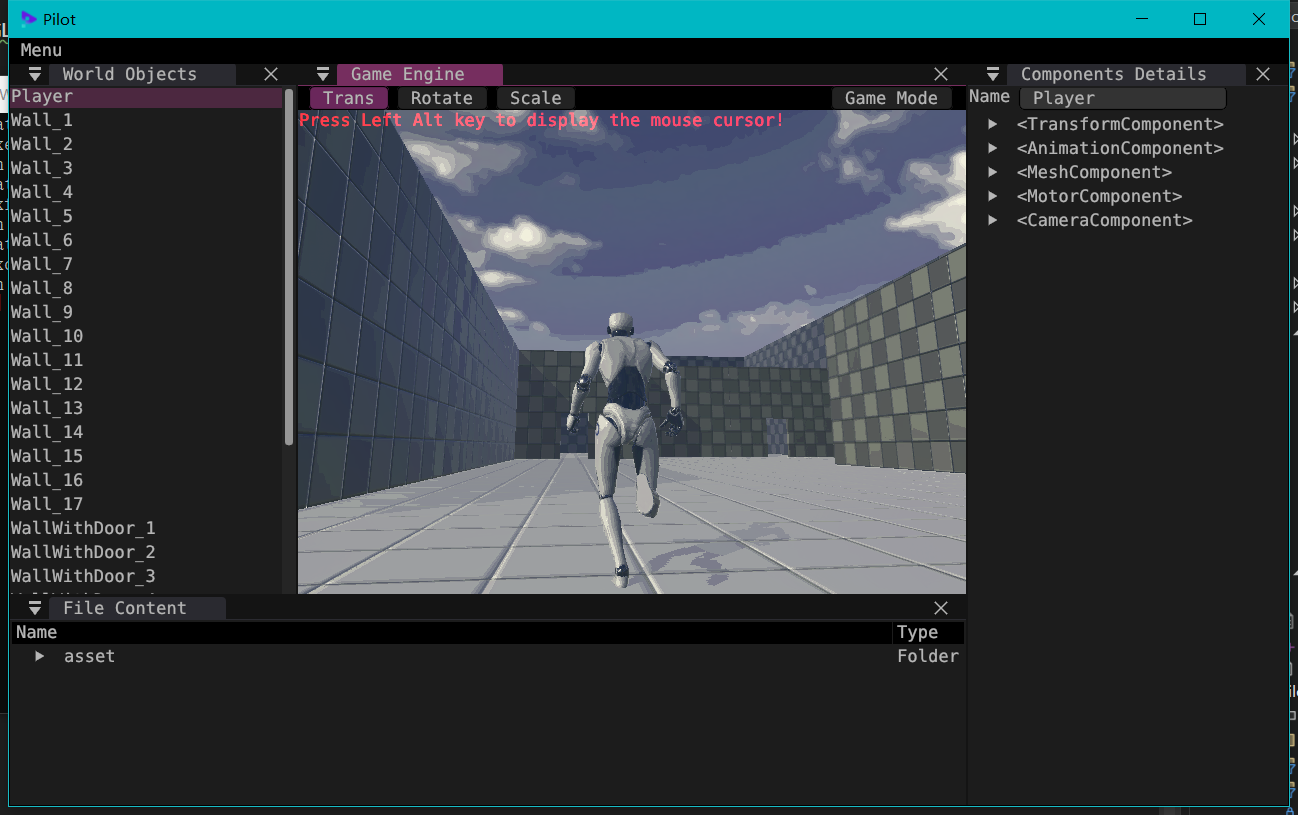 Pilot
Menu
World Objects
Game Engine
Components Details
Player
Trans Rotate Scale Game Mode
Name Player
Press Left Alt key to display the mouse cursor!
<TransformComponent>
<AnimationComponent>
<MeshComponent>
<MotorComponent>
<CameraComponent>
Wall_1
Wall_2
Wall_3
Wall_4
Wall_5
Wall_6
Wall_7
Wall_8
Wall_9
Wall_10
Wall_11
Wall_12
Wall_13
Wall_14
Wall_15
Wall_16
Wall_17
WallWithDoor_1
WallWithDoor_2
WallWithDoor_3
File Content
Name Type
asset Folder